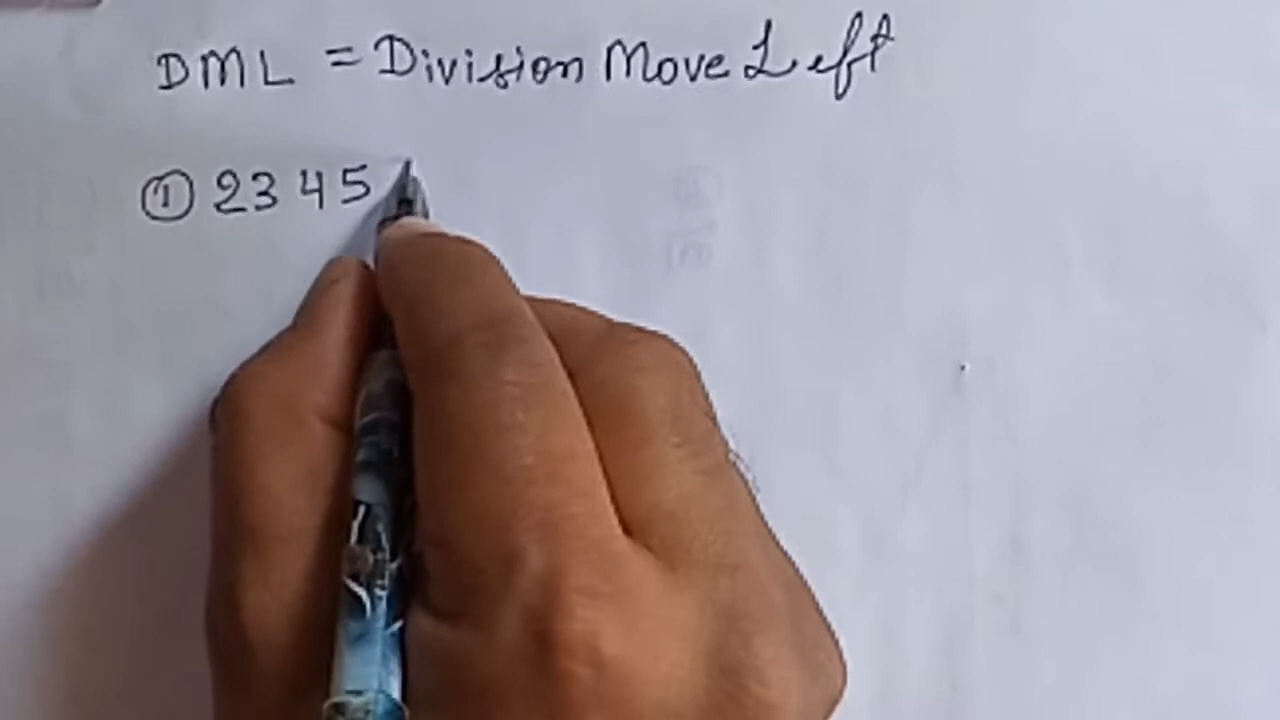 DML = Division Move Left
① 2345